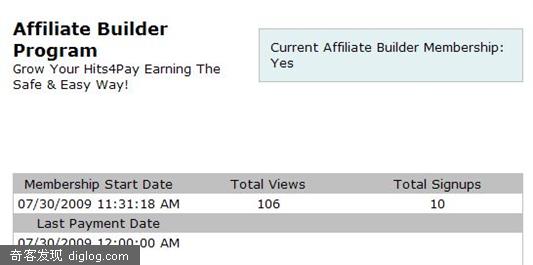 Affiliate Builder
Program
Grow Your Hits4Pay Earning The
Safe & Easy Way!
Current Affiliate Builder Membership:
Yes
Membership Start Date Total Views Total Signups
07/30/2009 11:31:18 AM 106 10
Last Payment Date
07/30/2009 12:00:00 AM
奇客发现 diglog.com